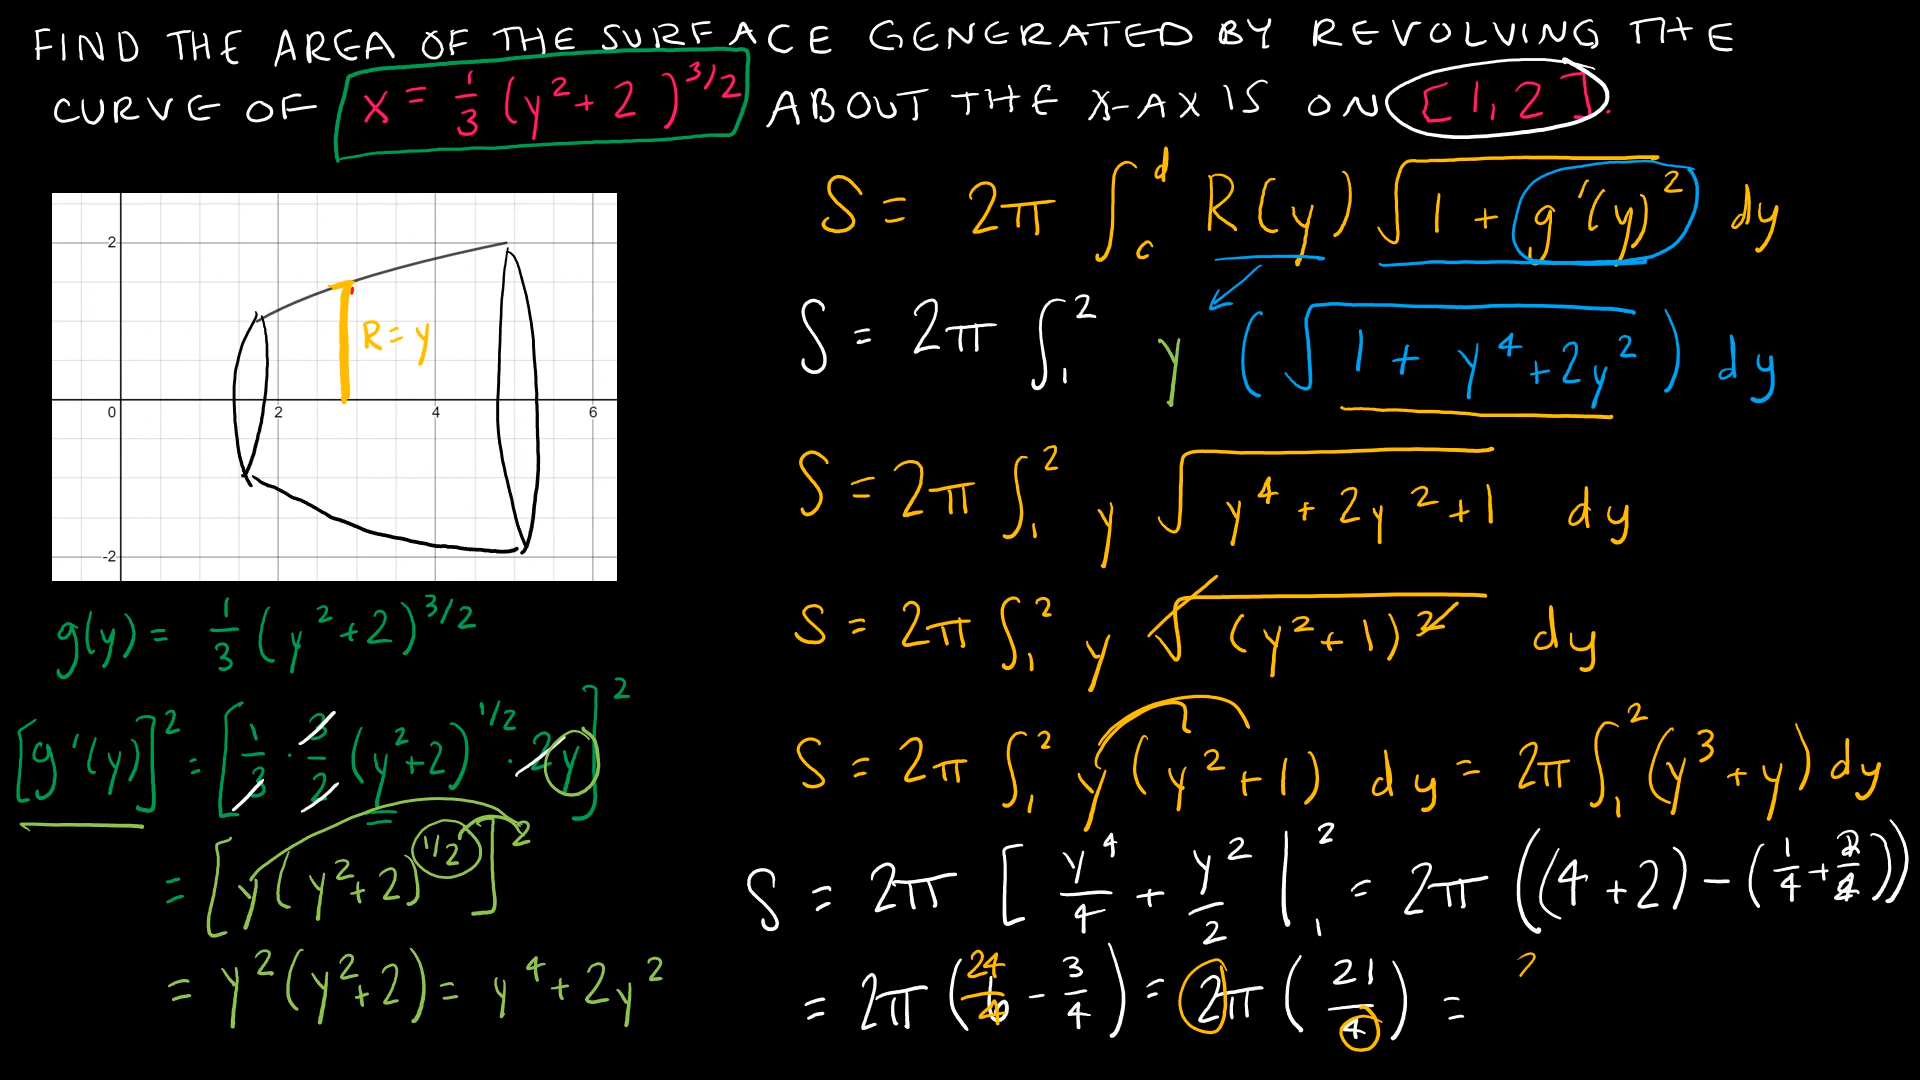 FIND THE AREA OF THE SURFACE GENERATED BY REVOLVING THE
CURVE OF x = 1/3 (y² + 2)^3/2 ABOUT THE X-AXIS ON [1, 2].
S = 2π ∫_c^d R(y) √(1 + g'(y)²) dy
2
R = y
0 2 4 6
-2
S = 2π ∫_1^2 y (√(1 + y⁴ + 2y²)) dy
S = 2π ∫_1^2 y √(y⁴ + 2y² + 1) dy
S = 2π ∫_1^2 y √((y² + 1)²) dy
S = 2π ∫_1^2 y (y² + 1) dy = 2π ∫_1^2 (y³ + y) dy
S = 2π [ y⁴/4 + y²/2 |_1^2 = 2π ((4 + 2) - (1/4 + 2/4))
= 2π (24/4 - 3/4) = 2π (21/4) =
g(y) = 1/3 (y² + 2)^3/2
[g'(y)]² = [1/3 · 3/2 (y² + 2)^1/2 · 2y]²
= [y (y² + 2)^1/2]²
= y² (y² + 2) = y⁴ + 2y²